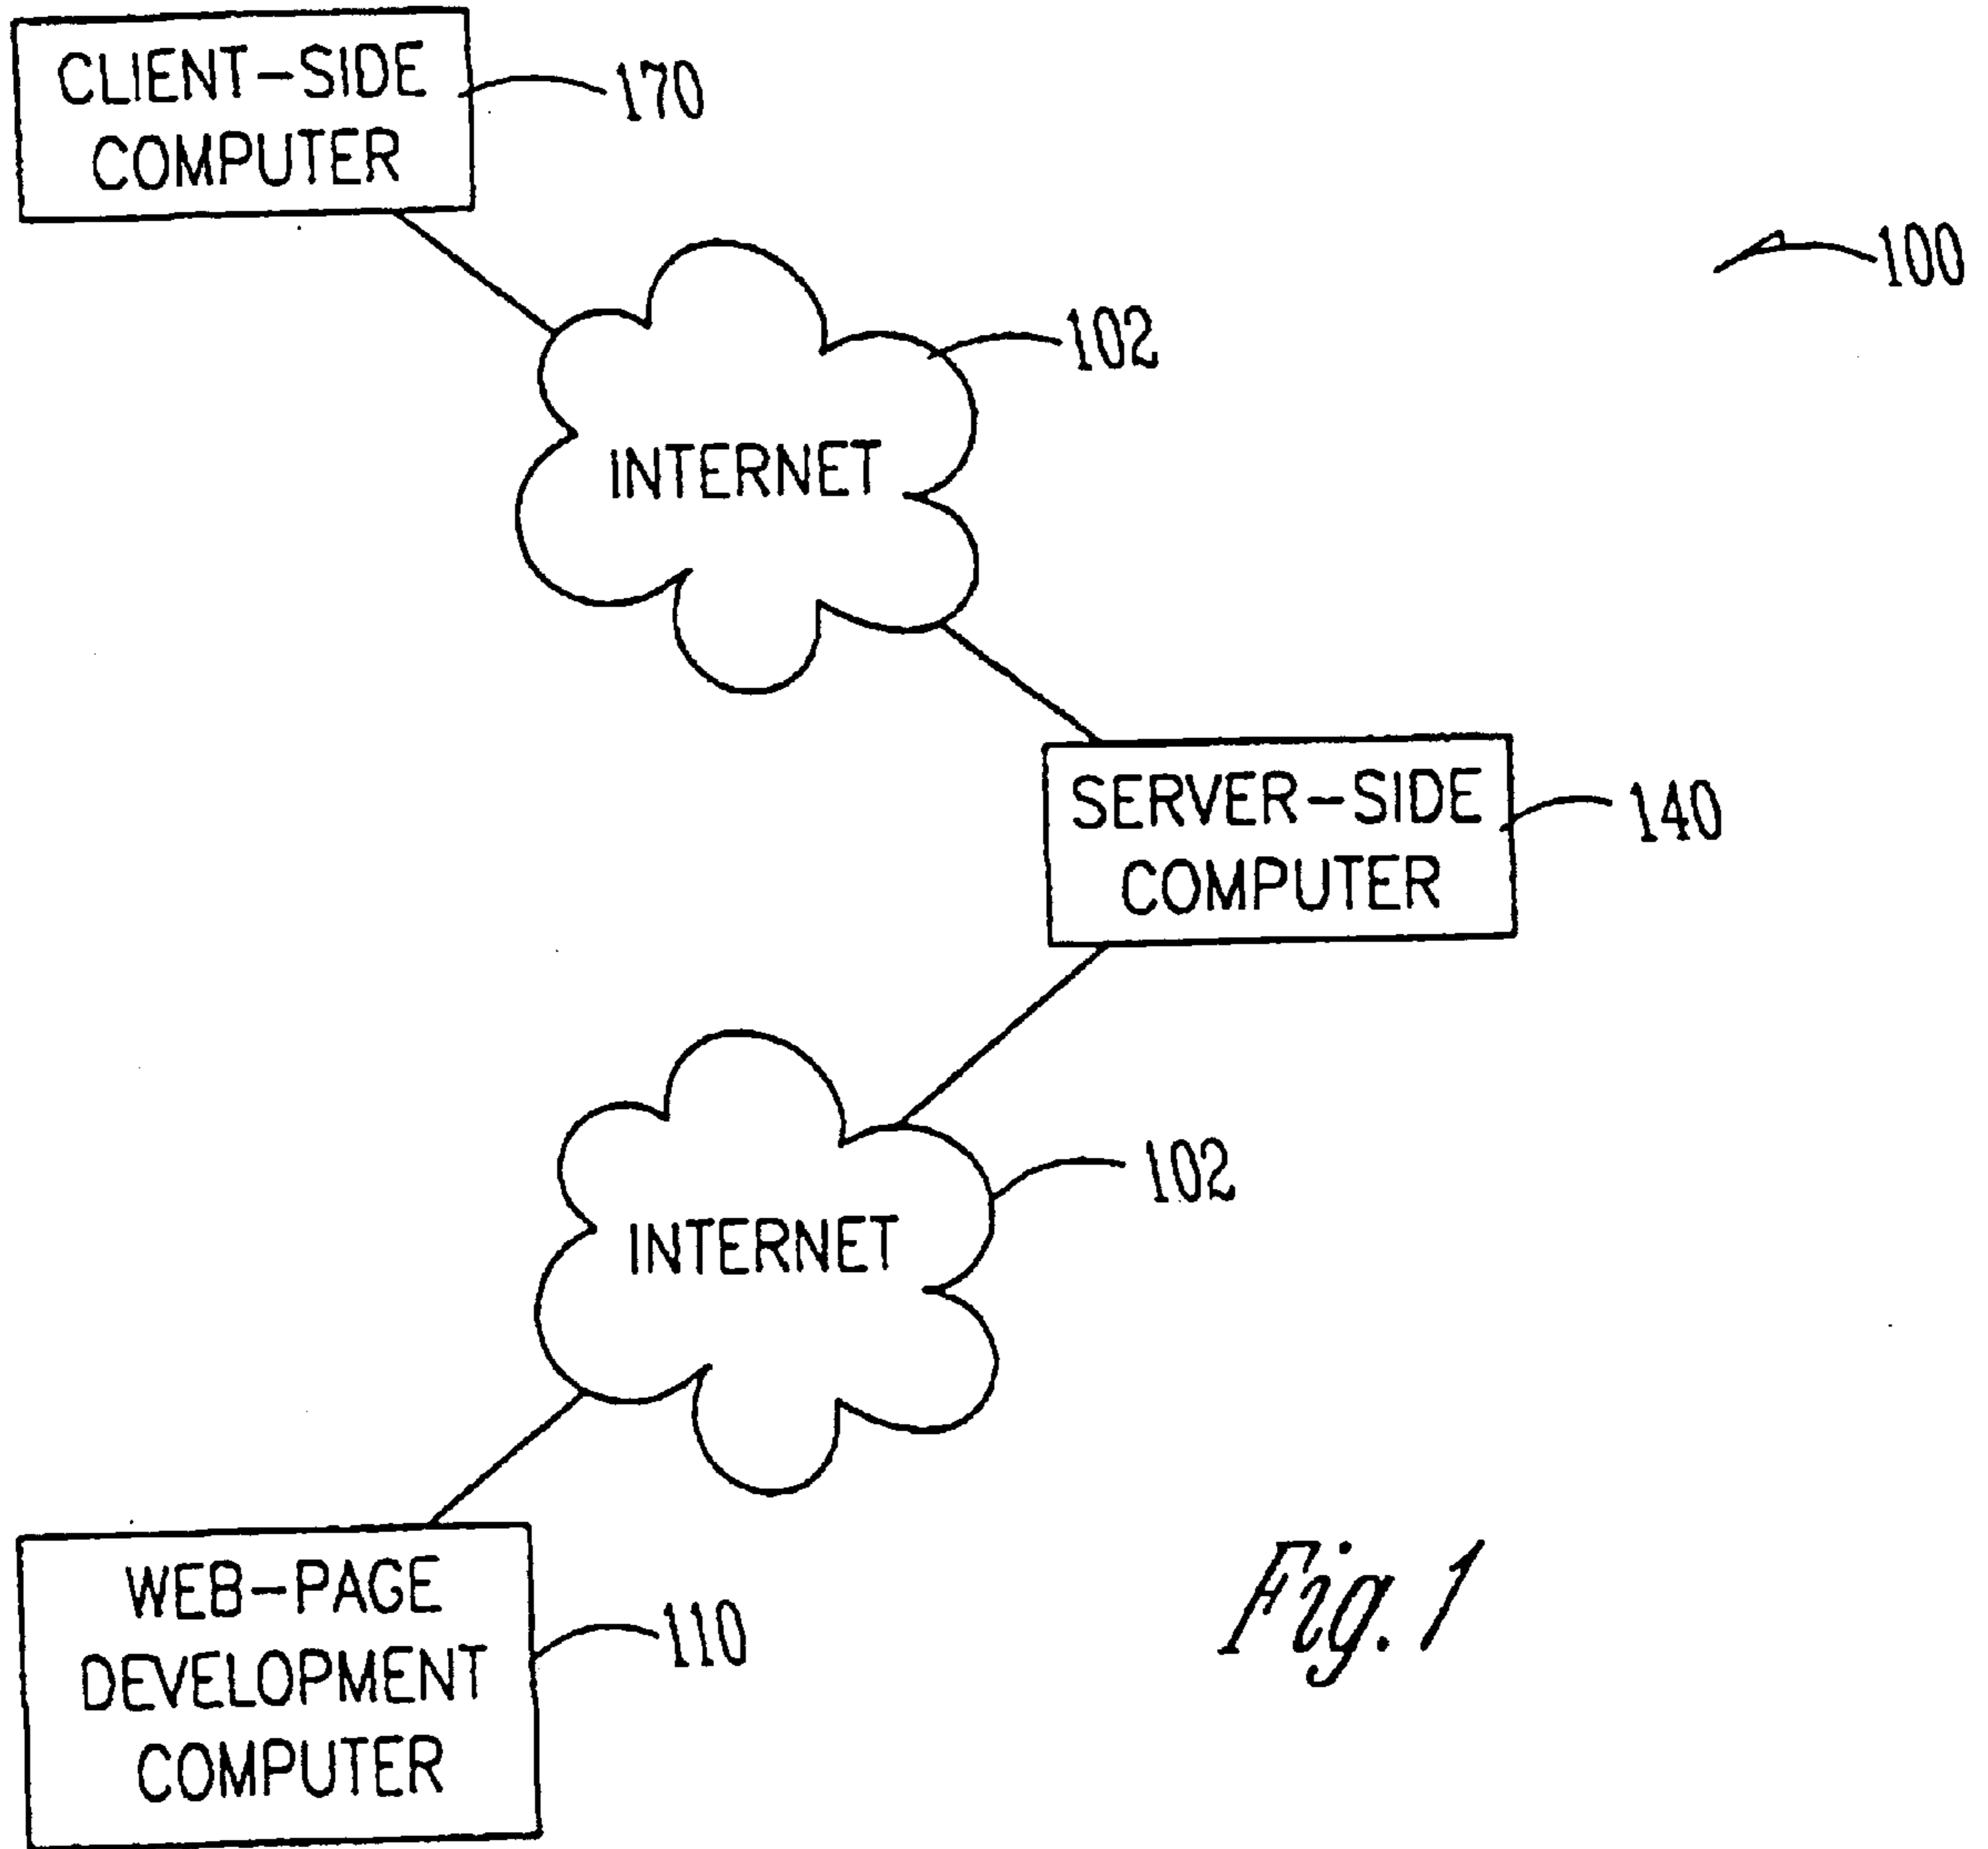 CLIENT-SIDE
COMPUTER
170
100
102
INTERNET
SERVER-SIDE
COMPUTER
140
102
INTERNET
WEB-PAGE
DEVELOPMENT
COMPUTER
110
Fig. 1